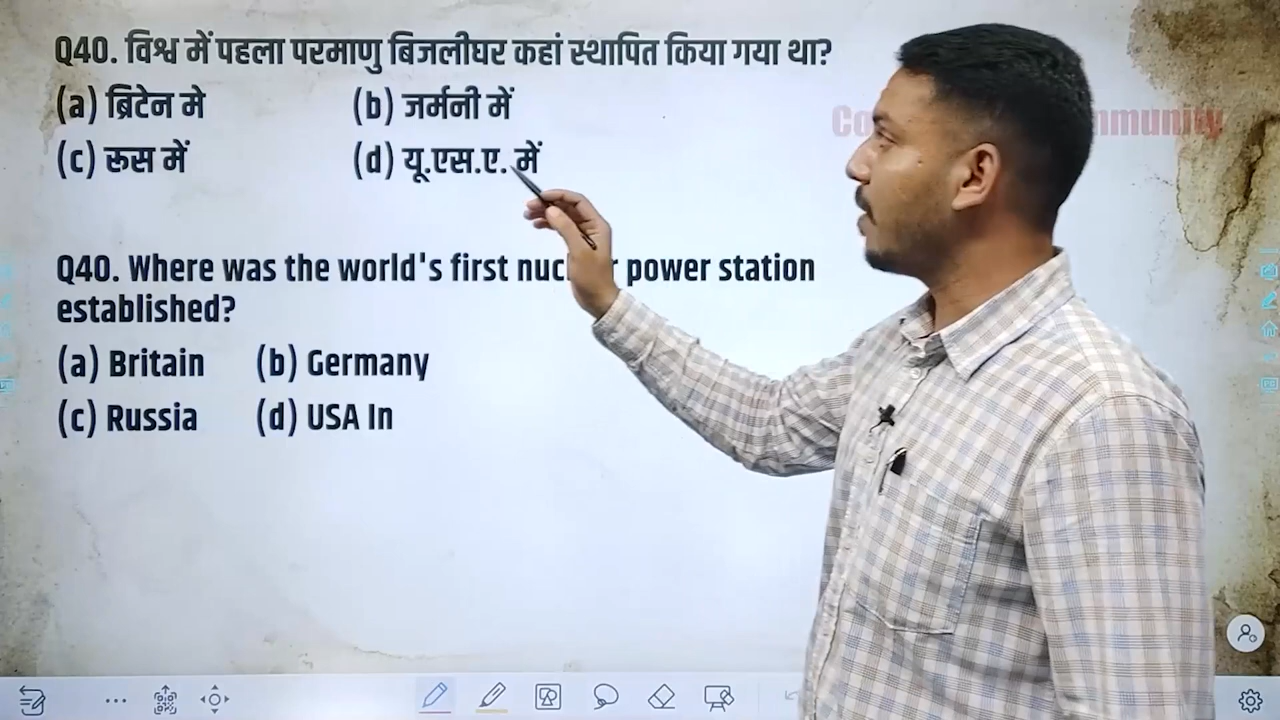 Q40. विश्व में पहला परमाणु बिजलीघर कहां स्थापित किया गया था?
(a) ब्रिटेन मे (b) जर्मनी में
(c) रूस में (d) यू.एस.ए. में
Q40. Where was the world's first power station
established?
(a) Britain (b) Germany
(c) Russia (d) USA In